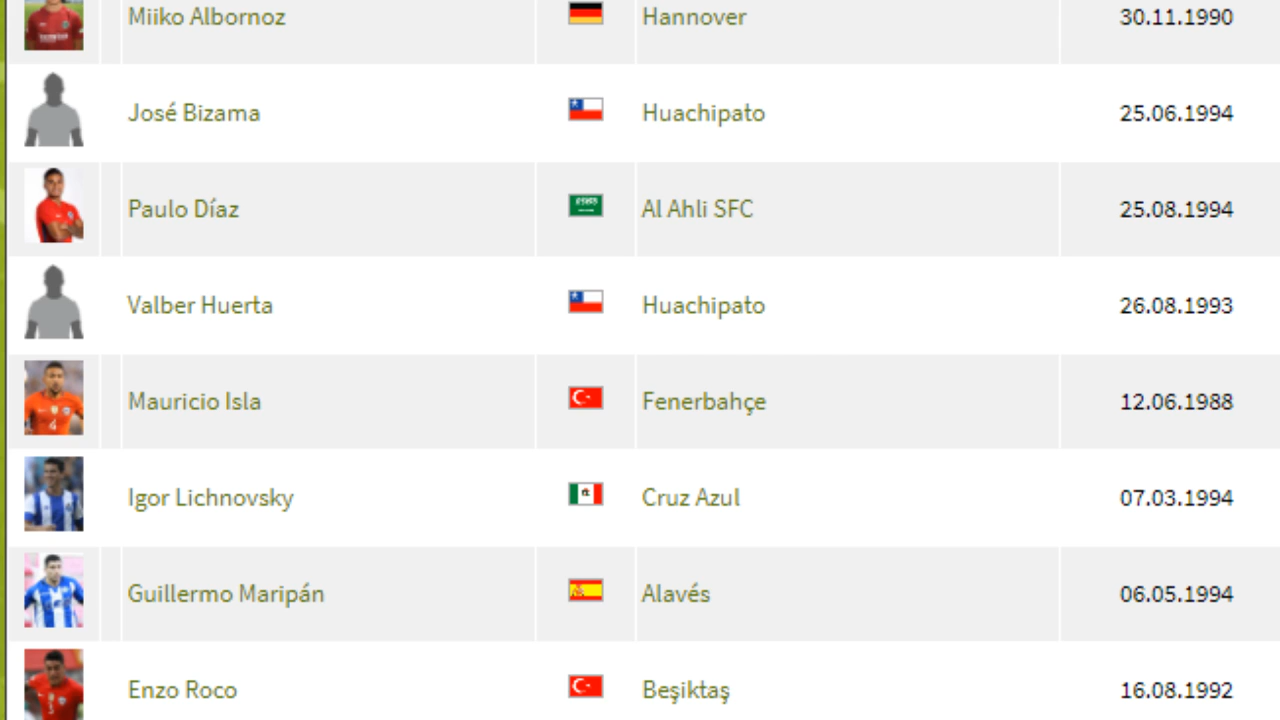 Miiko Albornoz Hannover 30.11.1990
José Bizama Huachipato 25.06.1994
Paulo Díaz Al Ahli SFC 25.08.1994
Valber Huerta Huachipato 26.08.1993
Mauricio Isla Fenerbahçe 12.06.1988
Igor Lichnovsky Cruz Azul 07.03.1994
Guillermo Maripán Alavés 06.05.1994
Enzo Roco Beşiktaş 16.08.1992